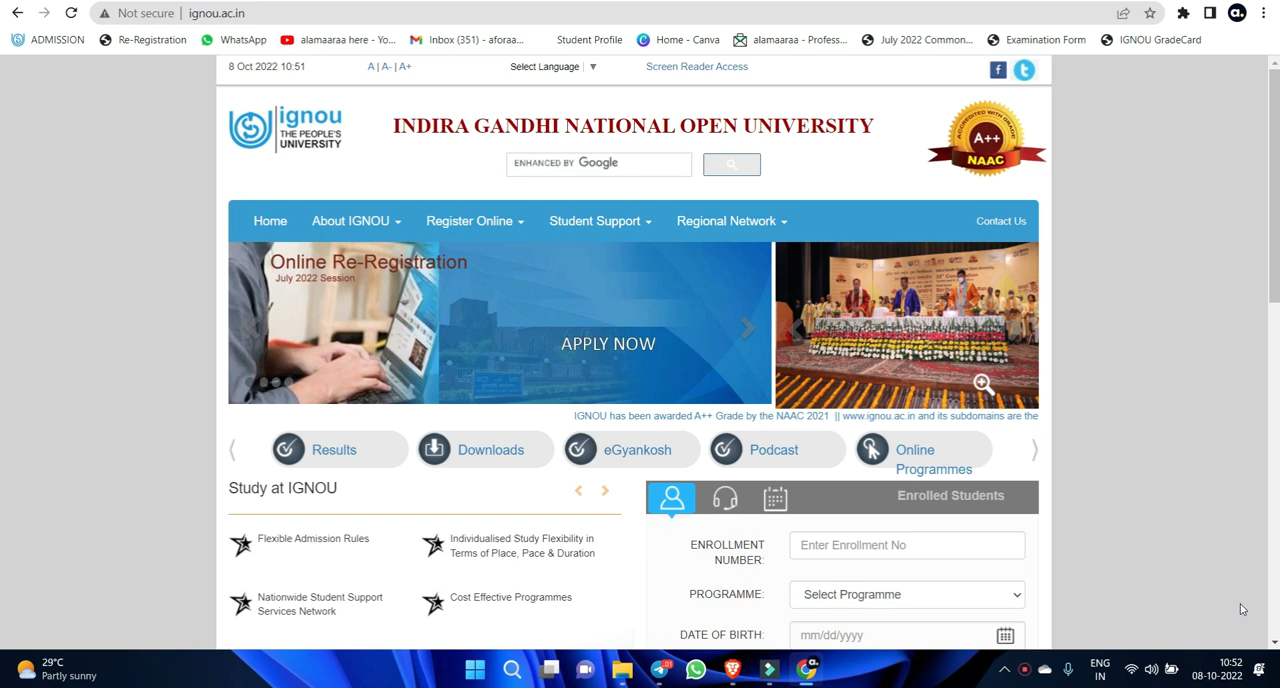 Not secure | ignou.ac.in
ADMISSION Re-Registration WhatsApp alamaaraa here - Yo... Inbox (351) - aforaa... Student Profile Home - Canva alamaaraa - Profess... July 2022 Common... Examination Form IGNOU GradeCard
8 Oct 2022 10:51 A | A- | A+ Select Language ▼ Screen Reader Access
ignou
THE PEOPLE'S
UNIVERSITY
INDIRA GANDHI NATIONAL OPEN UNIVERSITY
ENHANCED BY Google
ACCREDITED WITH GRADE
A++
NAAC
Home About IGNOU Register Online Student Support Regional Network Contact Us
Online Re-Registration
July 2022 Session
APPLY NOW
IGNOU has been awarded A++ Grade by the NAAC 2021 || www.ignou.ac.in and its subdomains are the
Results Downloads eGyankosh Podcast Online
Programmes
Study at IGNOU
Flexible Admission Rules
Individualised Study Flexibility in
Terms of Place, Pace & Duration
Nationwide Student Support
Services Network
Cost Effective Programmes
Enrolled Students
ENROLLMENT
NUMBER:
Enter Enrollment No
PROGRAMME: Select Programme
DATE OF BIRTH: mm/dd/yyyy
29°C
Partly sunny
ENG
IN
10:52
08-10-2022